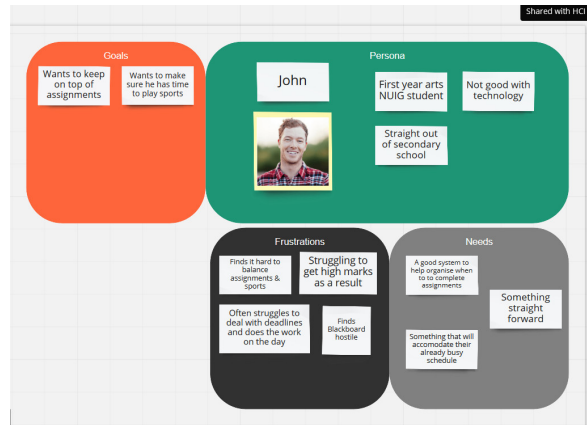 Shared with HCI
Goals
Wants to keep
on top of
assignments
Wants to make
sure he has time
to play sports
Persona
John
First year arts
NUIG student
Not good with
technology
Straight out
of secondary
school
Frustrations
Finds it hard to
balance
assignments &
sports
Struggling to
get high marks
as a result
Often struggles to
deal with deadlines
and does the work
on the day
Finds
Blackboard
hostile
Needs
A good system to
help organise when
to to complete
assignments
Something
straight
forward
Something that will
accomodate their
already busy
schedule